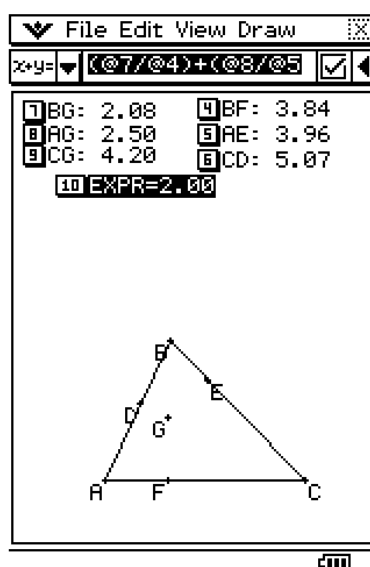 File Edit View Draw
x+y= (@7/@4)+(@8/@5
7 BG: 2.08 4 BF: 3.84
8 AG: 2.50 5 AE: 3.96
9 CG: 4.20 6 CD: 5.07
10 EXPR=2.00
B
E
D
G
A F C